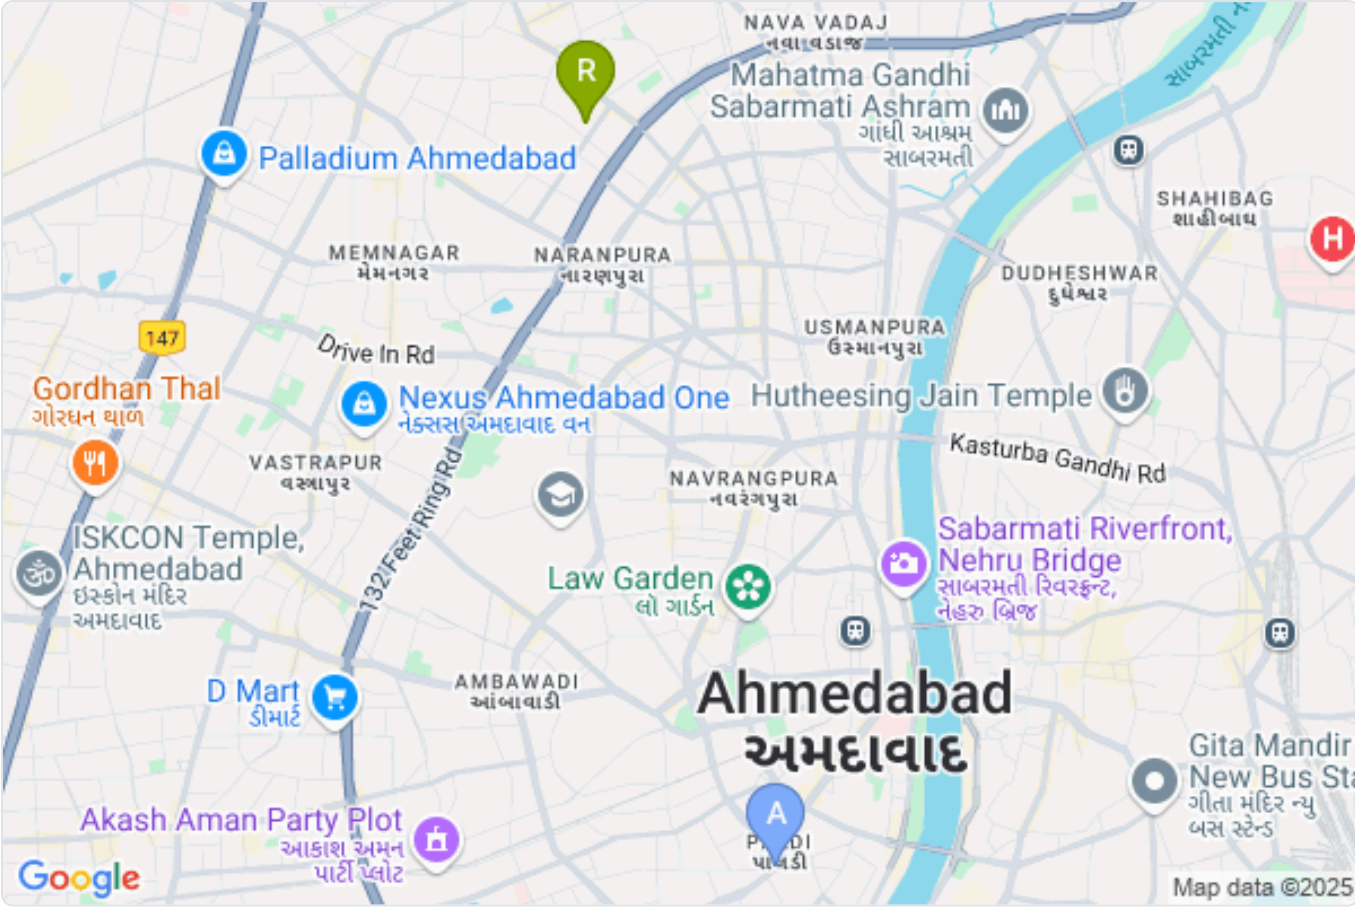 NAVA VADAJ
નવા વડાજ
R
Mahatma Gandhi
Sabarmati Ashram
ગાંધી આશ્રમ
સાબરમતી
Palladium Ahmedabad
SHAHIBAG
શાહીબાઘ
H
MEMNAGAR
મેમનગર
NARANPURA
નારણપુરા
DUDHESHWAR
દુધેશ્વર
147
Drive In Rd
USMANPURA
ઉસ્માનપુરા
Gordhan Thal
ગોરધન થાળ
Nexus Ahmedabad One
નેક્સસ અમદાવાદ વન
Hutheesing Jain Temple
Kasturba Gandhi Rd
VASTRAPUR
વસ્ત્રાપુર
132 Feet Ring Rd
NAVRANGPURA
નવરંગપુરા
ISKCON Temple,
Ahmedabad
ઇસ્કોન મંદિર
અમદાવાદ
Sabarmati Riverfront,
Nehru Bridge
સાબરમતી રિવરફ્રન્ટ,
નેહરુ બ્રિજ
Law Garden
લૉ ગાર્ડન
D Mart
ડીમાર્ટ
AMBAWADI
આંબાવાડી
Ahmedabad
અમદાવાદ
Gita Mandir
New Bus Sta
ગીતા મંદિર ન્યુ
બસ સ્ટેન્ડ
A
પાલડી
Akash Aman Party Plot
આકાશ અમન
પાર્ટી પ્લોટ
Google
Map data ©2025